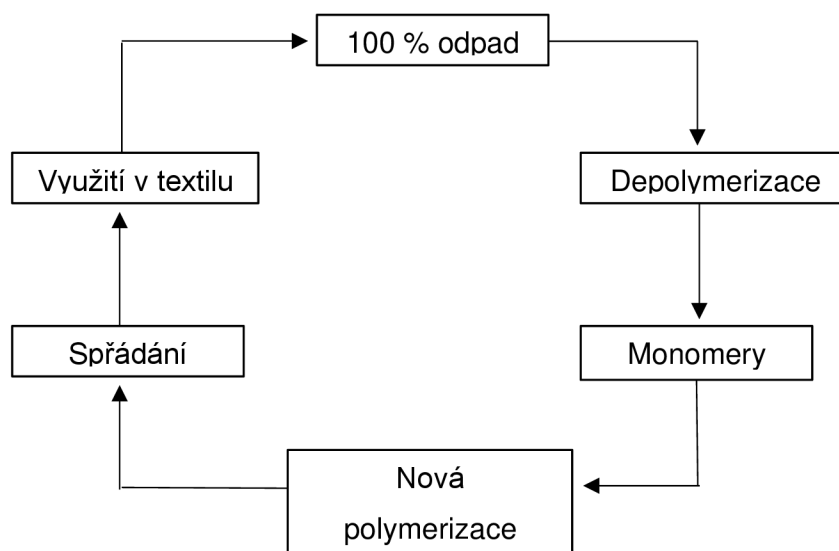 100 % odpad
Využití v textilu
Depolymerizace
Spřádání
Monomery
Nová
polymerizace